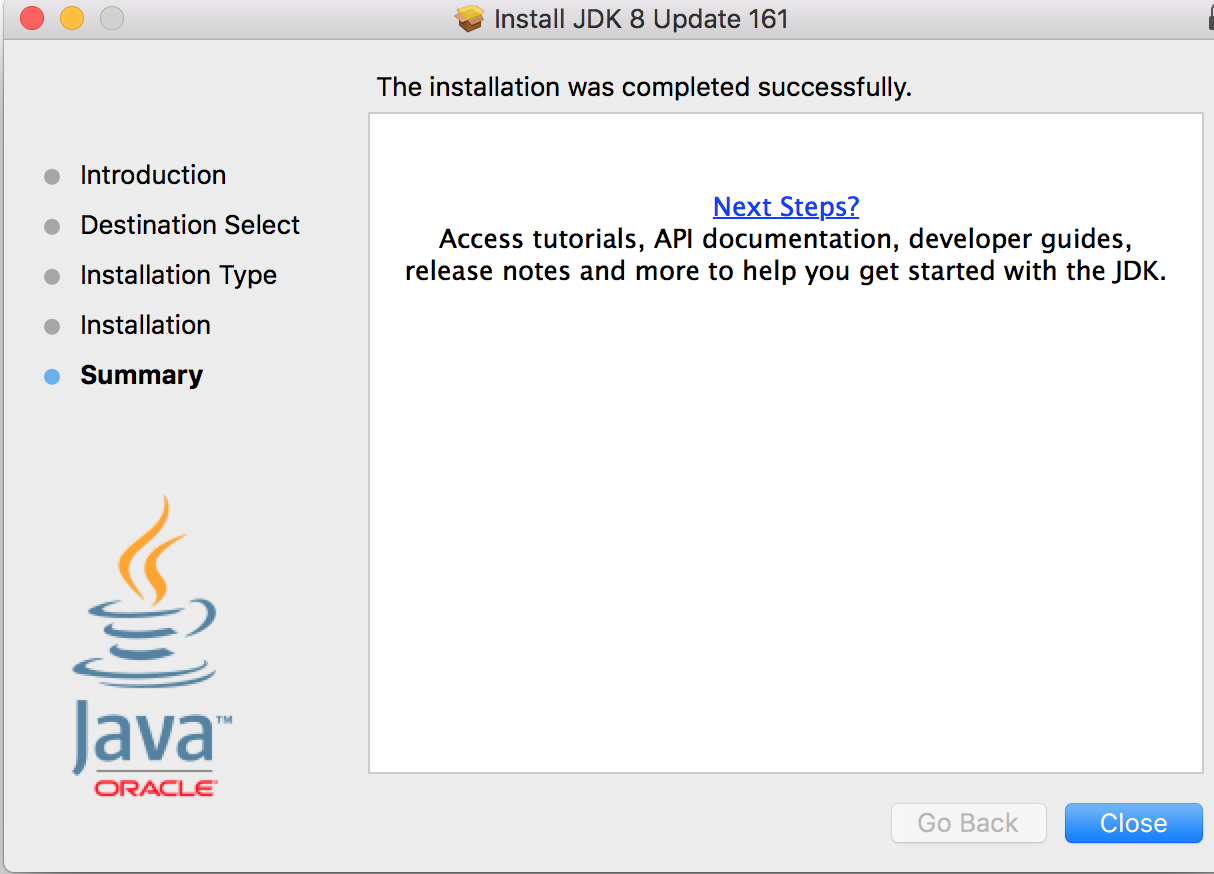 Install JDK 8 Update 161
The installation was completed successfully.
Introduction
Destination Select
Installation Type
Installation
Summary
Next Steps?
Access tutorials, API documentation, developer guides,
release notes and more to help you get started with the JDK.
Java™
ORACLE™
Go Back
Close